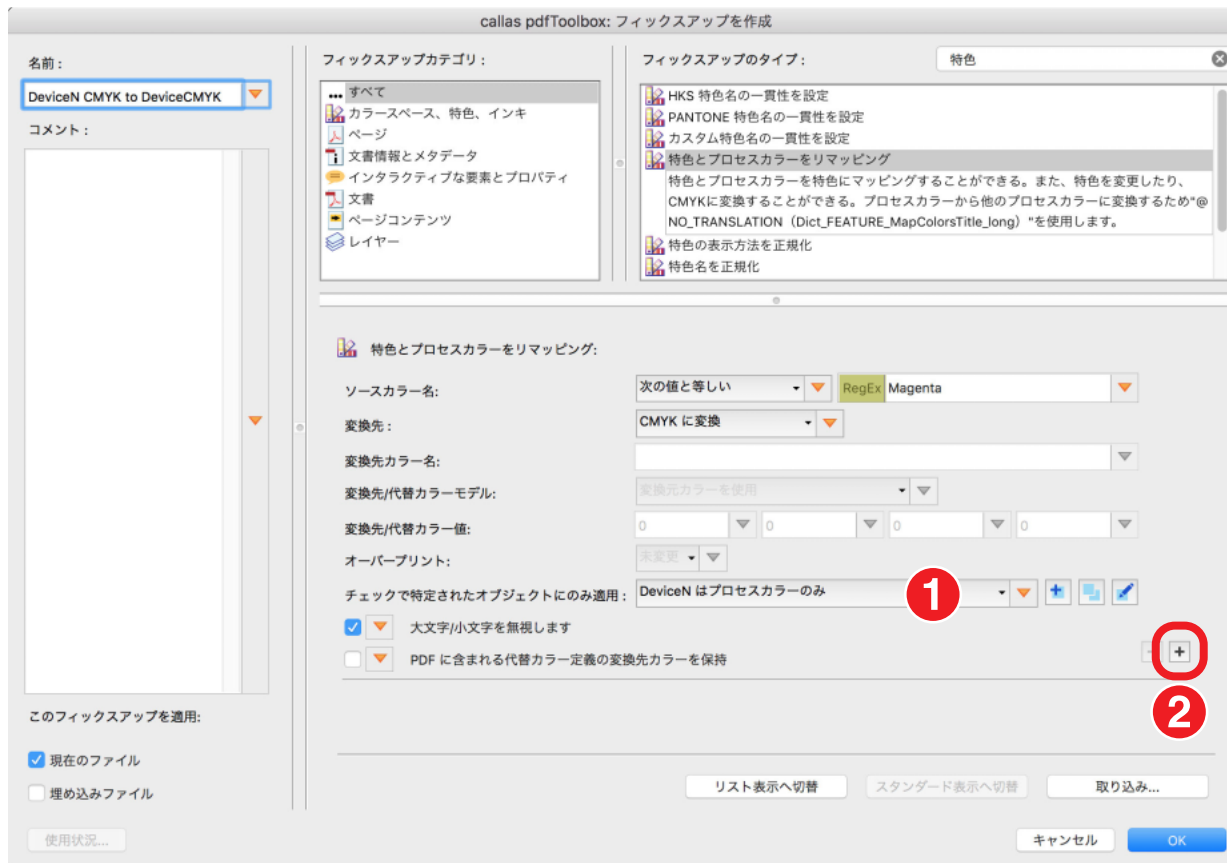 callas pdfToolbox: フィックスアップを作成
名前：
DeviceN CMYK to DeviceCMYK
コメント：
このフィックスアップを適用:
現在のファイル
埋め込みファイル
使用状況...
フィックスアップカテゴリ：
すべて
カラースペース、特色、インキ
ページ
文書情報とメタデータ
インタラクティブな要素とプロパティ
文書
ページコンテンツ
レイヤー
フィックスアップのタイプ：
特色
HKS 特色名の一貫性を設定
PANTONE 特色名の一貫性を設定
カスタム特色名の一貫性を設定
特色とプロセスカラーをリマッピング
特色とプロセスカラーを特色にマッピングすることができる。また、特色を変更したり、
CMYKに変換することができる。プロセスカラーから他のプロセスカラーに変換するため"@
NO_TRANSLATION（Dict_FEATURE_MapColorsTitle_long）"を使用します。
特色の表示方法を正規化
特色名を正規化
特色とプロセスカラーをリマッピング:
ソースカラー名: 次の値と等しい RegEx Magenta
変換先： CMYK に変換
変換先カラー名:
変換先/代替カラーモデル: 変換元カラーを使用
変換先/代替カラー値: 0 0 0 0
オーバープリント: 未変更
チェックで特定されたオブジェクトにのみ適用： DeviceN はプロセスカラーのみ 1
大文字/小文字を無視します
PDF に含まれる代替カラー定義の変換先カラーを保持
+
2
リスト表示へ切替 スタンダード表示へ切替 取り込み...
キャンセル OK